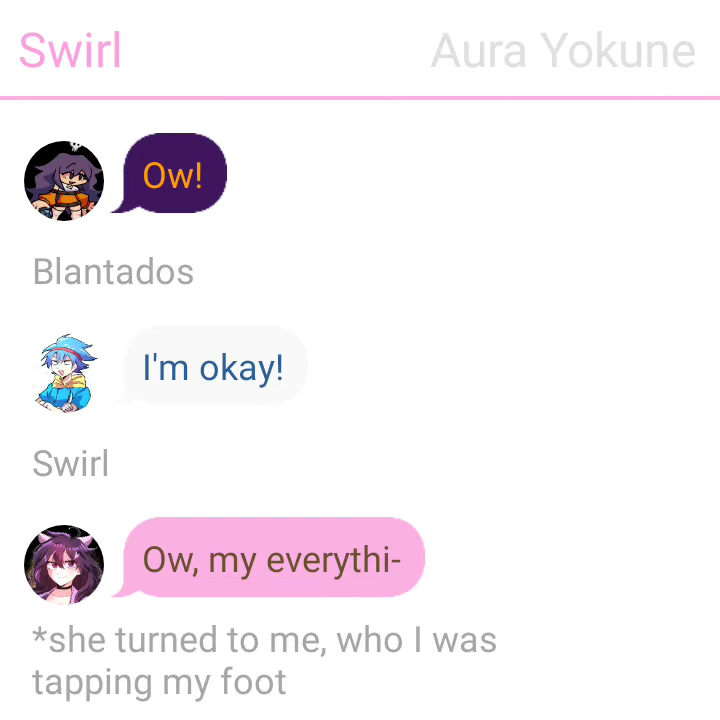 Swirl
Aura Yokune
Ow!
Blantados
I'm okay!
Swirl
Ow, my everythi-
*she turned to me, who I was
tapping my foot